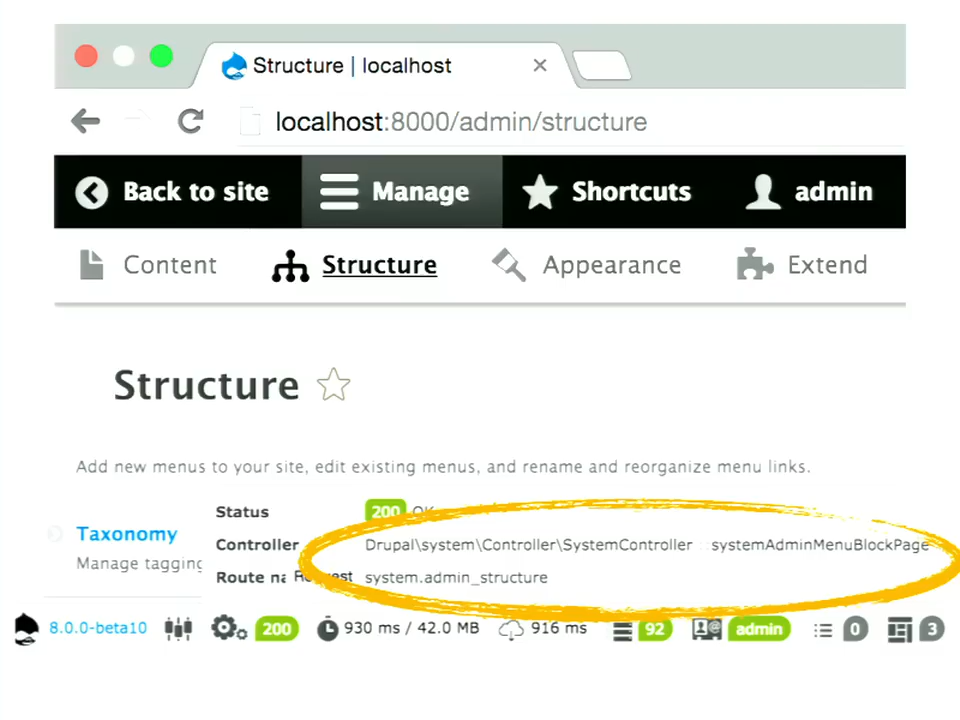 Structure | localhost
localhost:8000/admin/structure
Back to site Manage Shortcuts admin
Content Structure Appearance Extend
Structure
Add new menus to your site, edit existing menus, and rename and reorganize menu links.
Status 200 OK
Taxonomy
Controller Drupal\system\Controller\SystemController :: systemAdminMenuBlockPage
Manage tagging
Route na system.admin_structure
8.0.0-beta10 200 930 ms / 42.0 MB 916 ms 92 admin 0 3